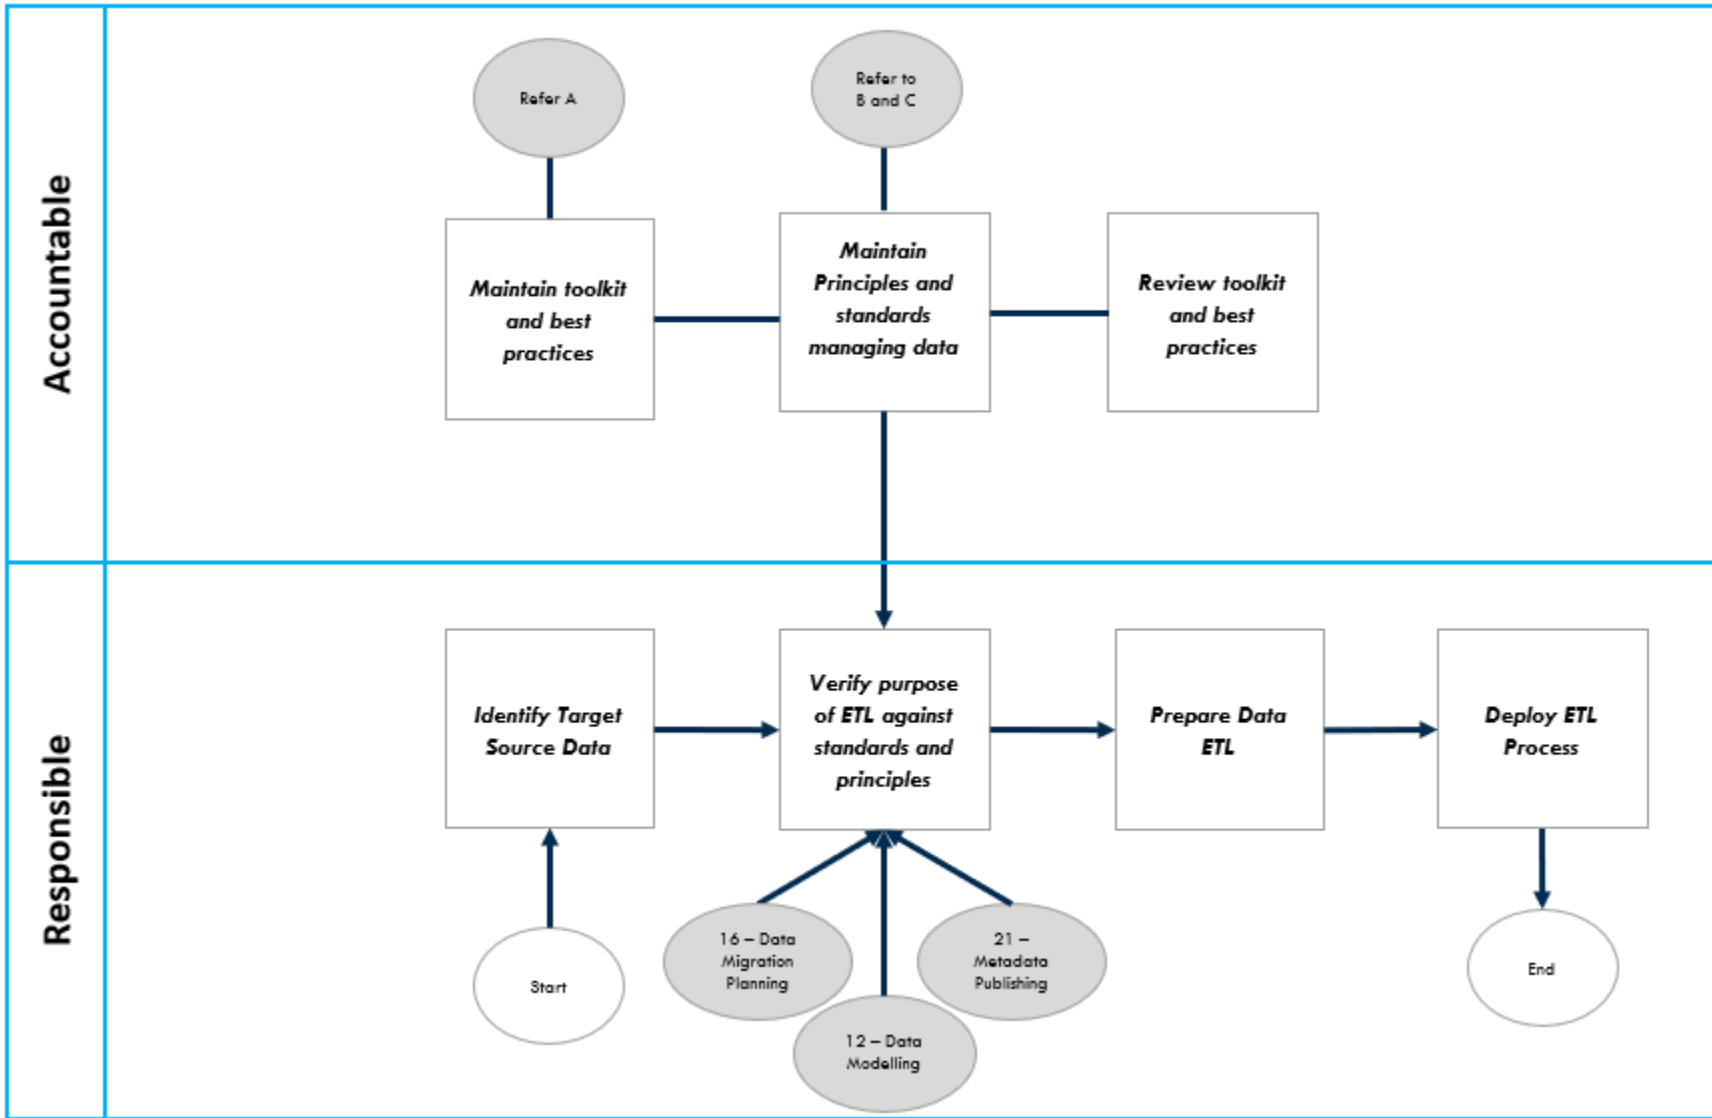 Accountable
Refer A
Refer to
B and C
Maintain toolkit
and best
practices
Maintain
Principles and
standards
managing data
Review toolkit
and best
practices
Responsible
Identify Target
Source Data
Verify purpose
of ETL against
standards and
principles
Prepare Data
ETL
Deploy ETL
Process
Start
16 – Data
Migration
Planning
12 – Data
Modelling
21 –
Metadata
Publishing
End